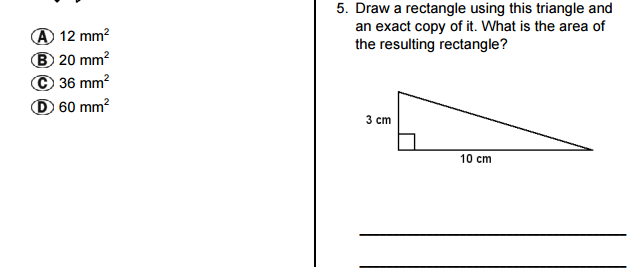 Ⓐ 12 mm²
Ⓑ 20 mm²
Ⓒ 36 mm²
Ⓓ 60 mm²
5. Draw a rectangle using this triangle and
an exact copy of it. What is the area of
the resulting rectangle?
3 cm
10 cm